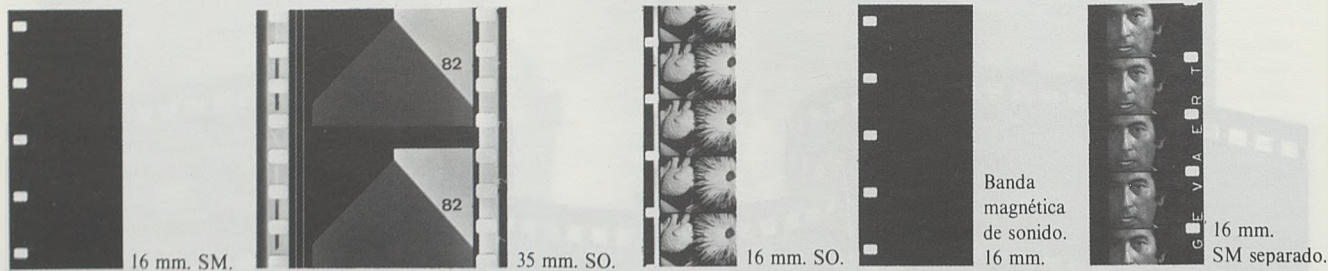 16 mm. SM.
82
82
35 mm. SO.
16 mm. SO.
Banda
magnética
de sonido.
16 mm.
GEVAERT
16 mm.
SM separado.